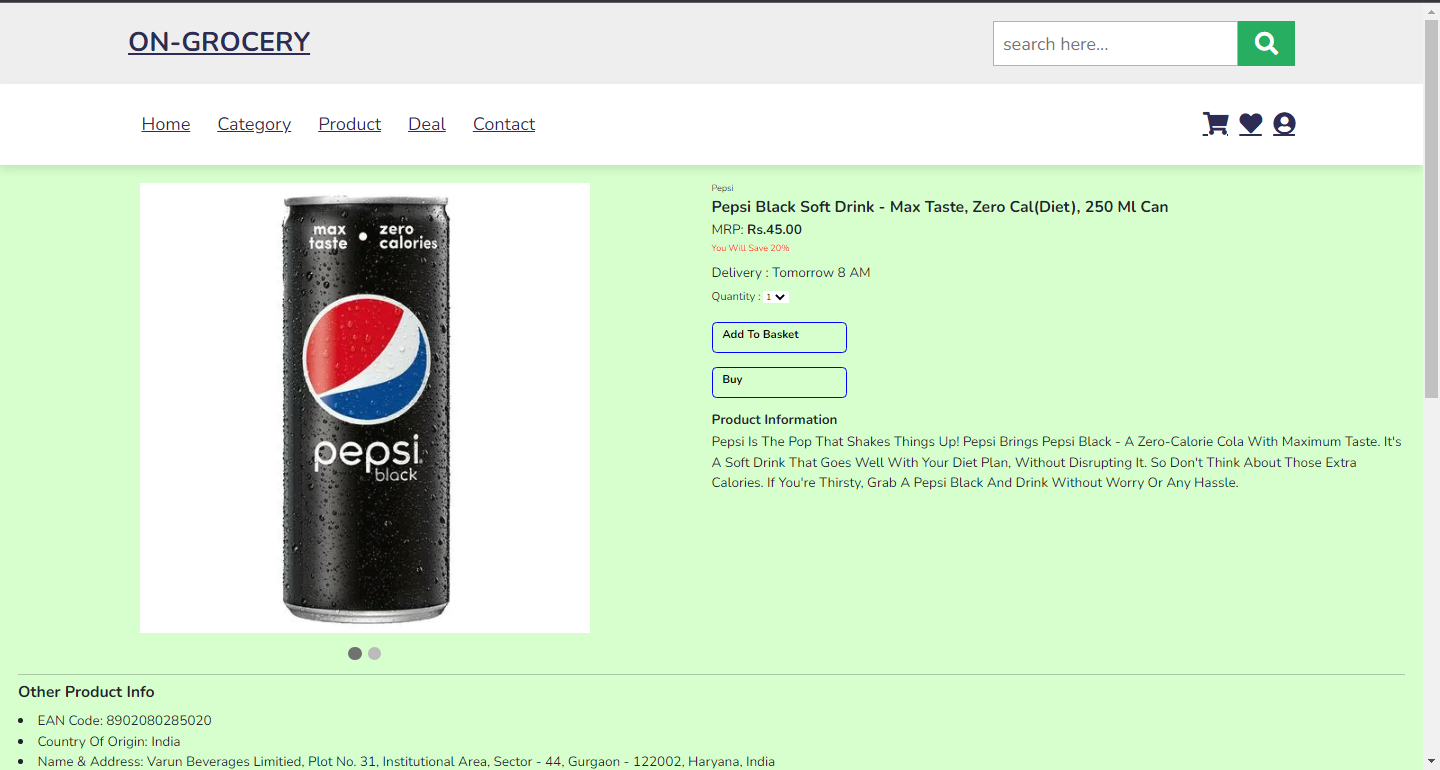 ON-GROCERY
search here...
Home Category Product Deal Contact
max taste • zero calories
pepsi
black
Pepsi
Pepsi Black Soft Drink - Max Taste, Zero Cal(Diet), 250 Ml Can
MRP: Rs.45.00
You Will Save 20%
Delivery : Tomorrow 8 AM
Quantity : 1
Add To Basket
Buy
Product Information
Pepsi Is The Pop That Shakes Things Up! Pepsi Brings Pepsi Black - A Zero-Calorie Cola With Maximum Taste. It's
A Soft Drink That Goes Well With Your Diet Plan, Without Disrupting It. So Don't Think About Those Extra
Calories. If You're Thirsty, Grab A Pepsi Black And Drink Without Worry Or Any Hassle.
Other Product Info
• EAN Code: 8902080285020
• Country Of Origin: India
• Name & Address: Varun Beverages Limitied, Plot No. 31, Institutional Area, Sector - 44, Gurgaon - 122002, Haryana, India